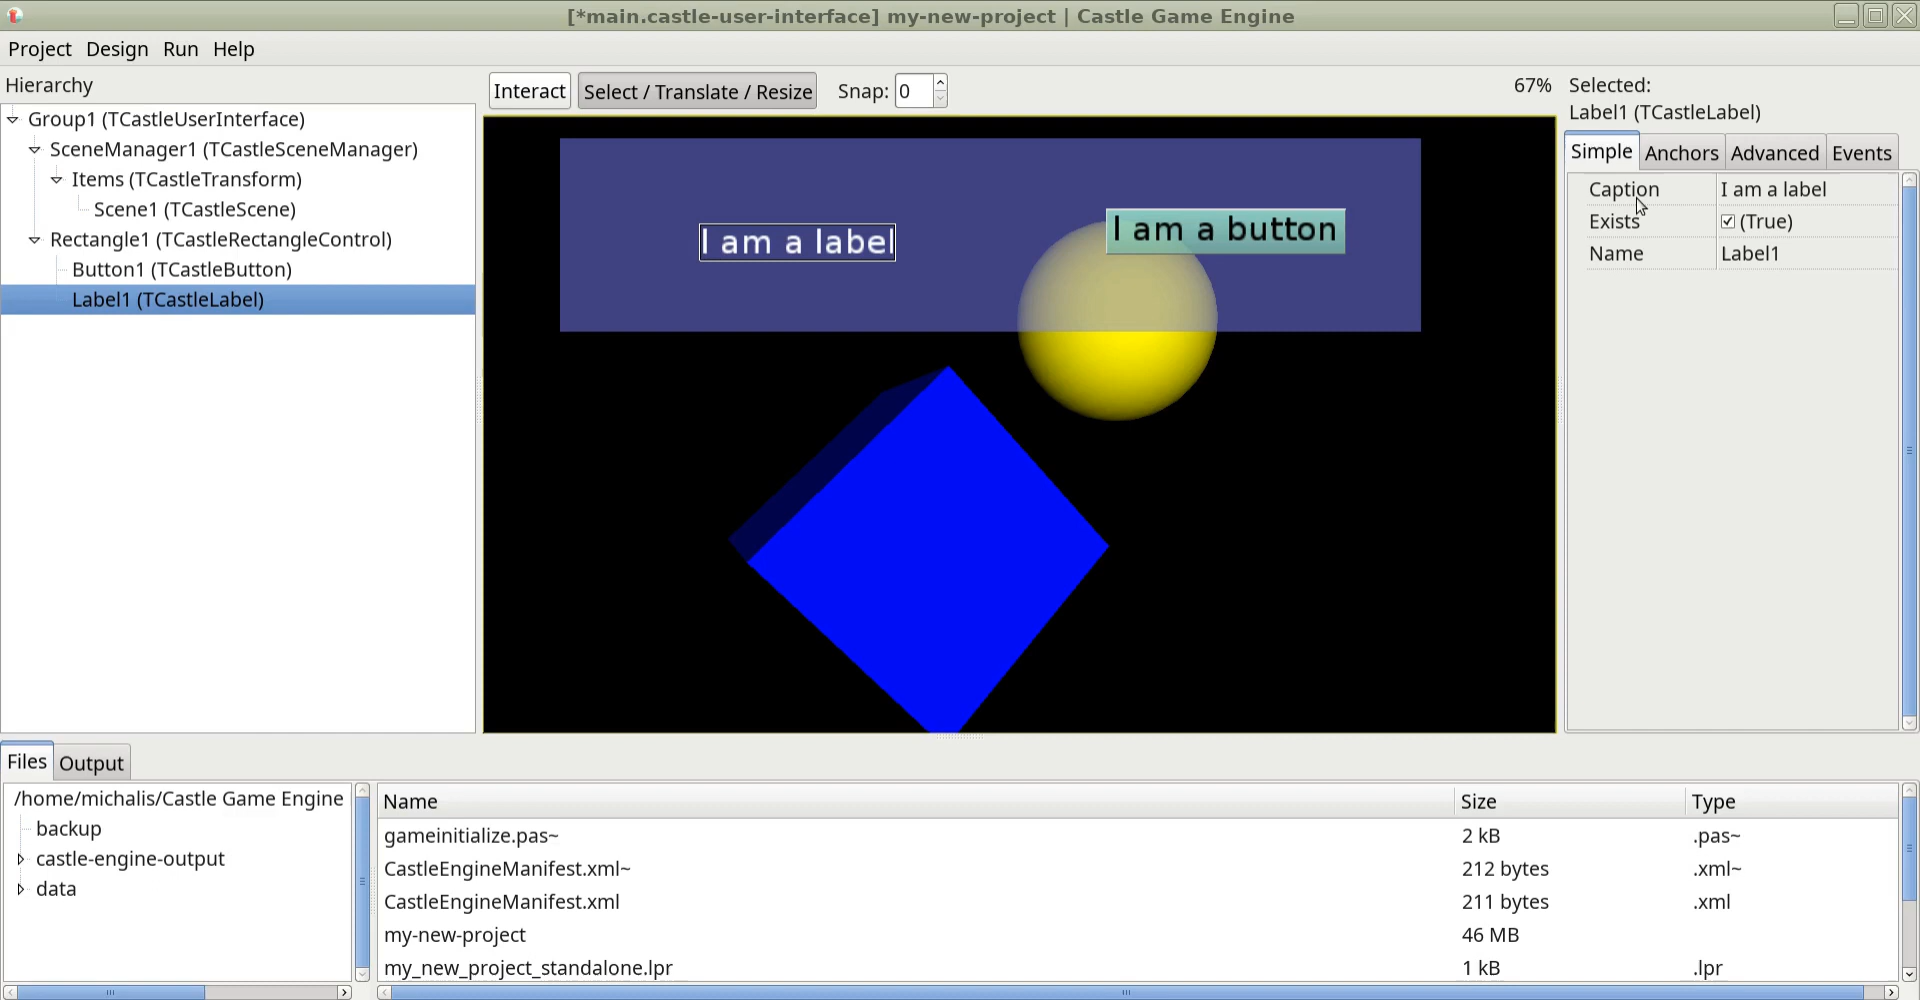 [*main.castle-user-interface] my-new-project | Castle Game Engine
Project Design Run Help
Hierarchy
Group1 (TCastleUserInterface)
SceneManager1 (TCastleSceneManager)
Items (TCastleTransform)
Scene1 (TCastleScene)
Rectangle1 (TCastleRectangleControl)
Button1 (TCastleButton)
Label1 (TCastleLabel)
Interact Select / Translate / Resize Snap: 0 67%
I am a label
I am a button
Selected:
Label1 (TCastleLabel)
Simple Anchors Advanced Events
Caption I am a label
Exists (True)
Name Label1
Files Output
/home/michalis/Castle Game Engine
backup
castle-engine-output
data
Name Size Type
gameinitialize.pas~ 2 kB .pas~
CastleEngineManifest.xml~ 212 bytes .xml~
CastleEngineManifest.xml 211 bytes .xml
my-new-project 46 MB
my_new_project_standalone.lpr 1 kB .lpr